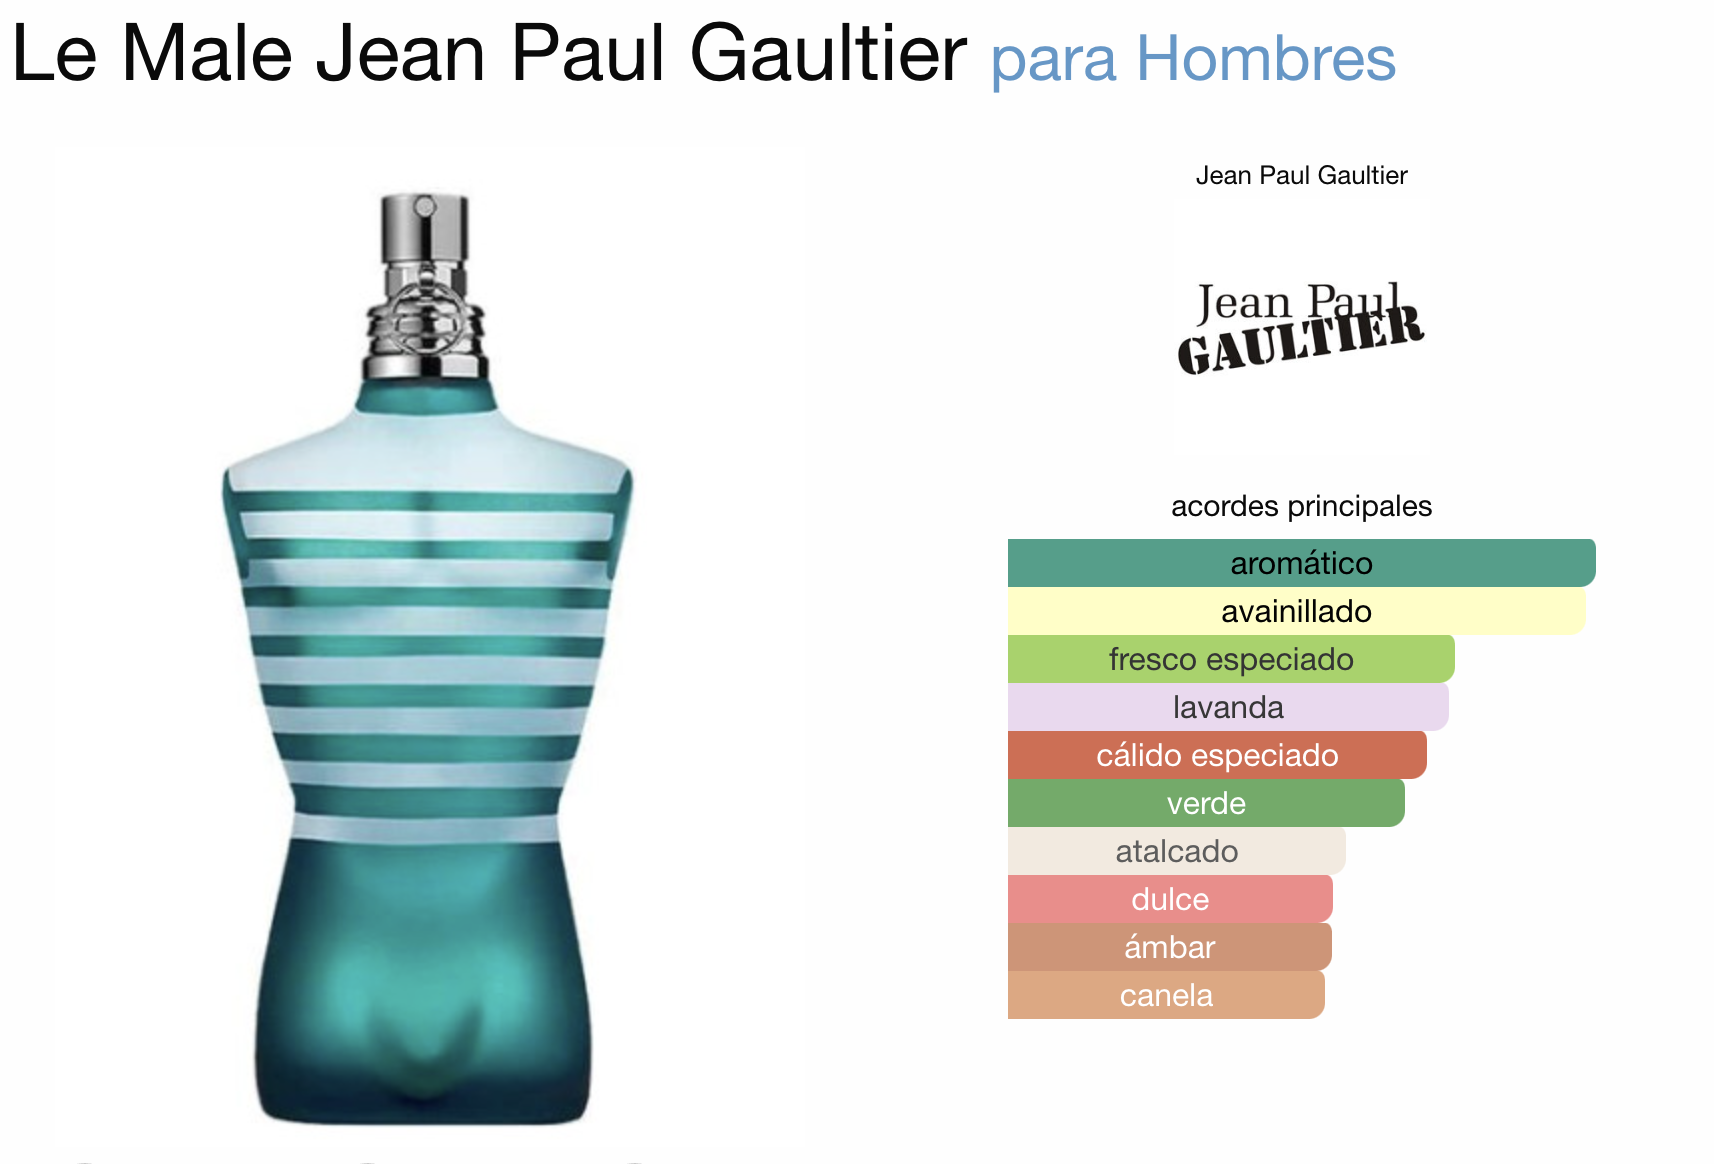 Le Male Jean Paul Gaultier para Hombres
Jean Paul Gaultier
Jean Paul
GAULTIER
acordes principales
aromático
avainillado
fresco especiado
lavanda
cálido especiado
verde
atalcado
dulce
ámbar
canela